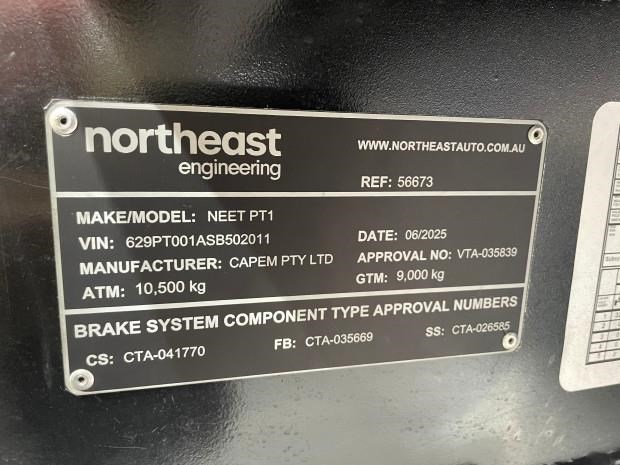 northeast
engineering
WWW.NORTHEASTAUTO.COM.AU
REF: 56673
MAKE/MODEL: NEET PT1
VIN: 629PT001ASB502011
DATE: 06/2025
MANUFACTURER: CAPEM PTY LTD
APPROVAL NO: VTA-035839
ATM: 10,500 kg
GTM: 9,000 kg
BRAKE SYSTEM COMPONENT TYPE APPROVAL NUMBERS
CS: CTA-041770
FB: CTA-035669
SS: CTA-026585